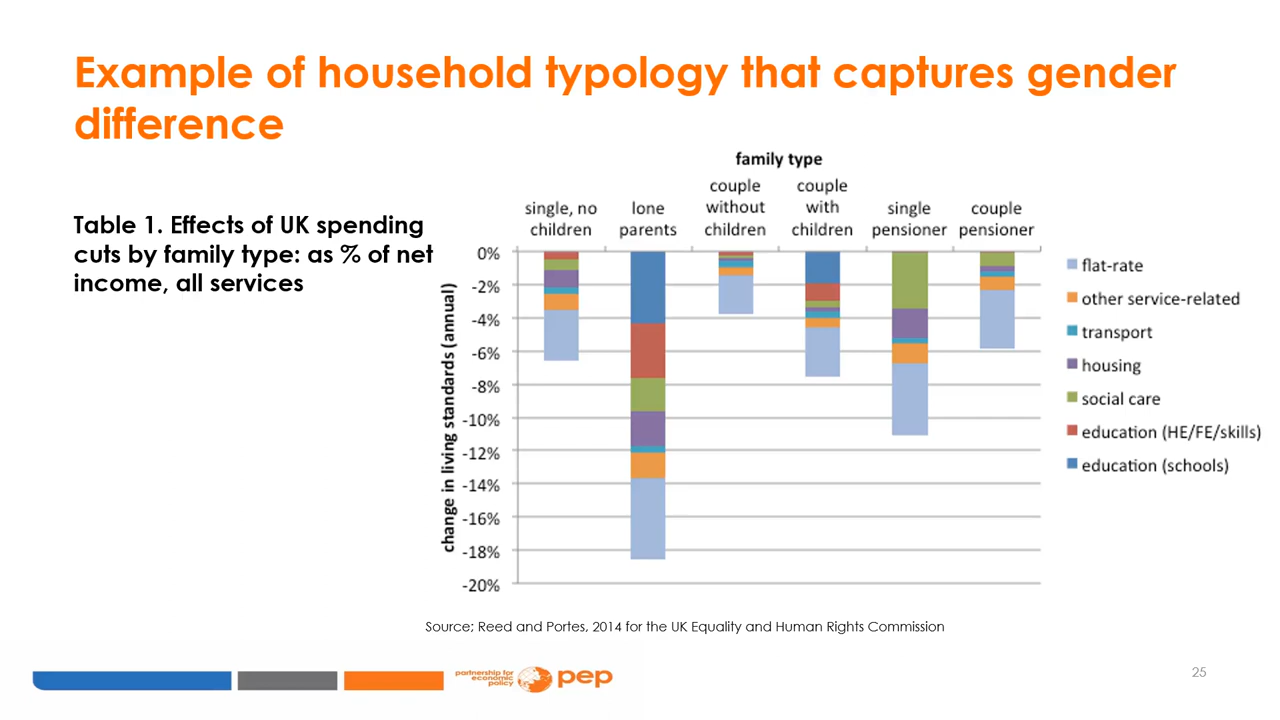 Example of household typology that captures gender
difference
Table 1. Effects of UK spending
cuts by family type: as % of net
income, all services
family type
single, no
children
lone
parents
couple
without
children
couple
with
children
single
pensioner
couple
pensioner
change in living standards (annual)
0%
-2%
-4%
-6%
-8%
-10%
-12%
-14%
-16%
-18%
-20%
flat-rate
other service-related
transport
housing
social care
education (HE/FE/skills)
education (schools)
Source; Reed and Portes, 2014 for the UK Equality and Human Rights Commission
partnership for
economic
policy
pep
25